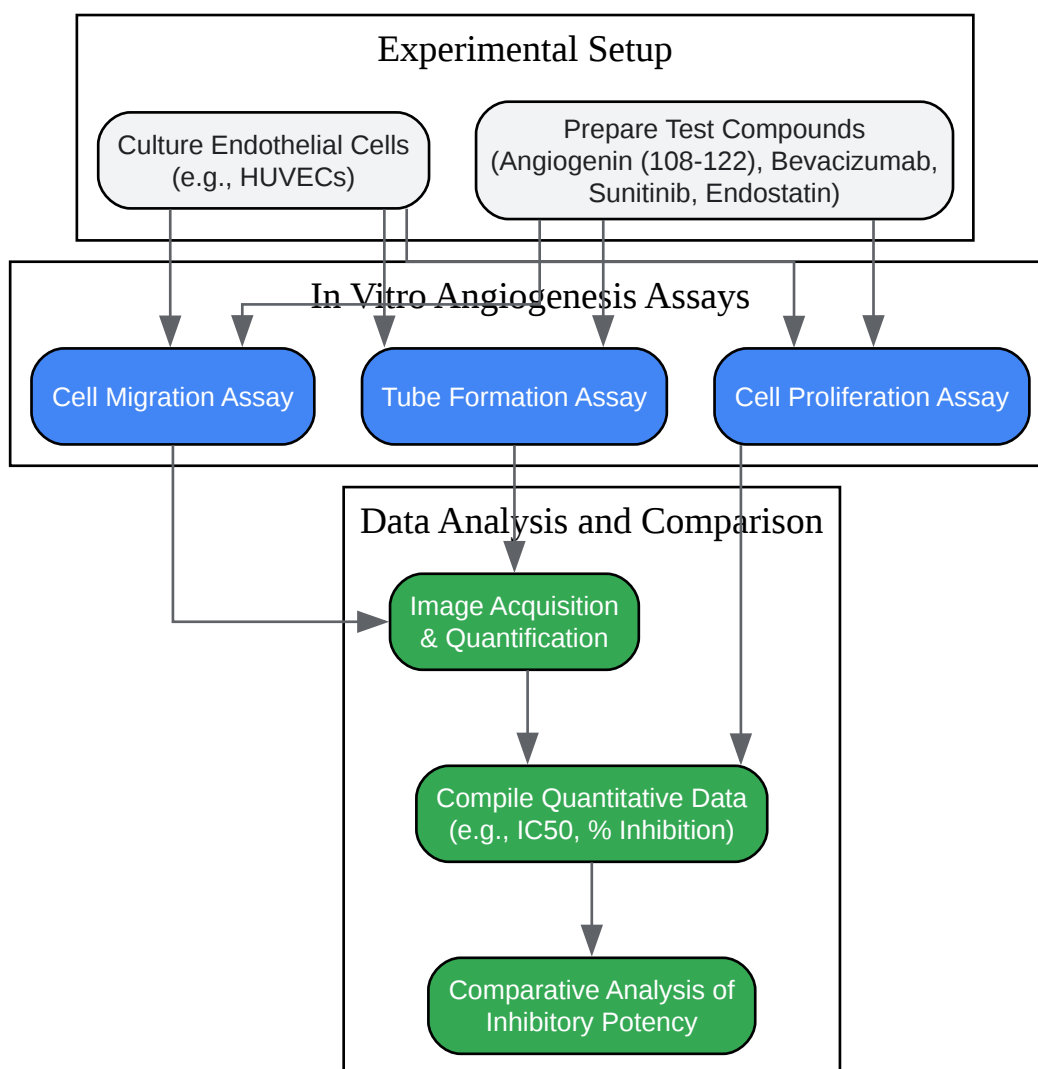 Experimental Setup
Culture Endothelial Cells
(e.g., HUVECs)
Prepare Test Compounds
(Angiogenin (108-122), Bevacizumab,
Sunitinib, Endostatin)
In Vitro Angiogenesis Assays
Cell Migration Assay
Tube Formation Assay
Cell Proliferation Assay
Data Analysis and Comparison
Image Acquisition
& Quantification
Compile Quantitative Data
(e.g., IC50, % Inhibition)
Comparative Analysis of
Inhibitory Potency